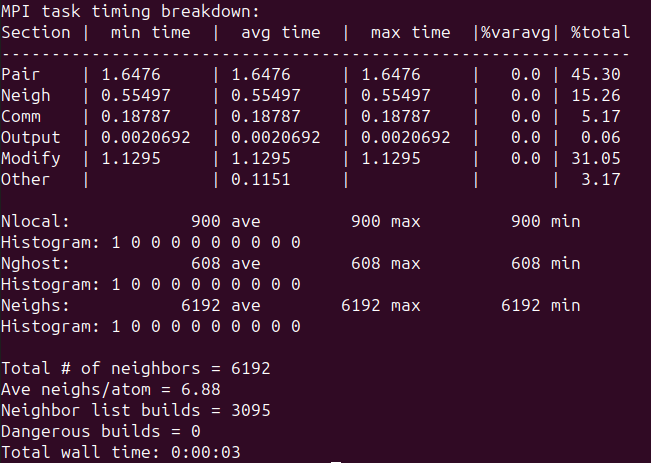 MPI task timing breakdown:
Section |  min time  |  avg time  |  max time  |%varavg| %total
---------------------------------------------------------------
Pair    | 1.6476     | 1.6476     | 1.6476     |   0.0 | 45.30
Neigh   | 0.55497    | 0.55497    | 0.55497    |   0.0 | 15.26
Comm    | 0.18787    | 0.18787    | 0.18787    |   0.0 |  5.17
Output  | 0.0020692  | 0.0020692  | 0.0020692  |   0.0 |  0.06
Modify  | 1.1295     | 1.1295     | 1.1295     |   0.0 | 31.05
Other   |            | 0.1151     |            |       |  3.17
Nlocal:            900 ave         900 max         900 min
Histogram: 1 0 0 0 0 0 0 0 0 0
Nghost:            608 ave         608 max         608 min
Histogram: 1 0 0 0 0 0 0 0 0 0
Neighs:           6192 ave        6192 max        6192 min
Histogram: 1 0 0 0 0 0 0 0 0 0
Total # of neighbors = 6192
Ave neighs/atom = 6.88
Neighbor list builds = 3095
Dangerous builds = 0
Total wall time: 0:00:03